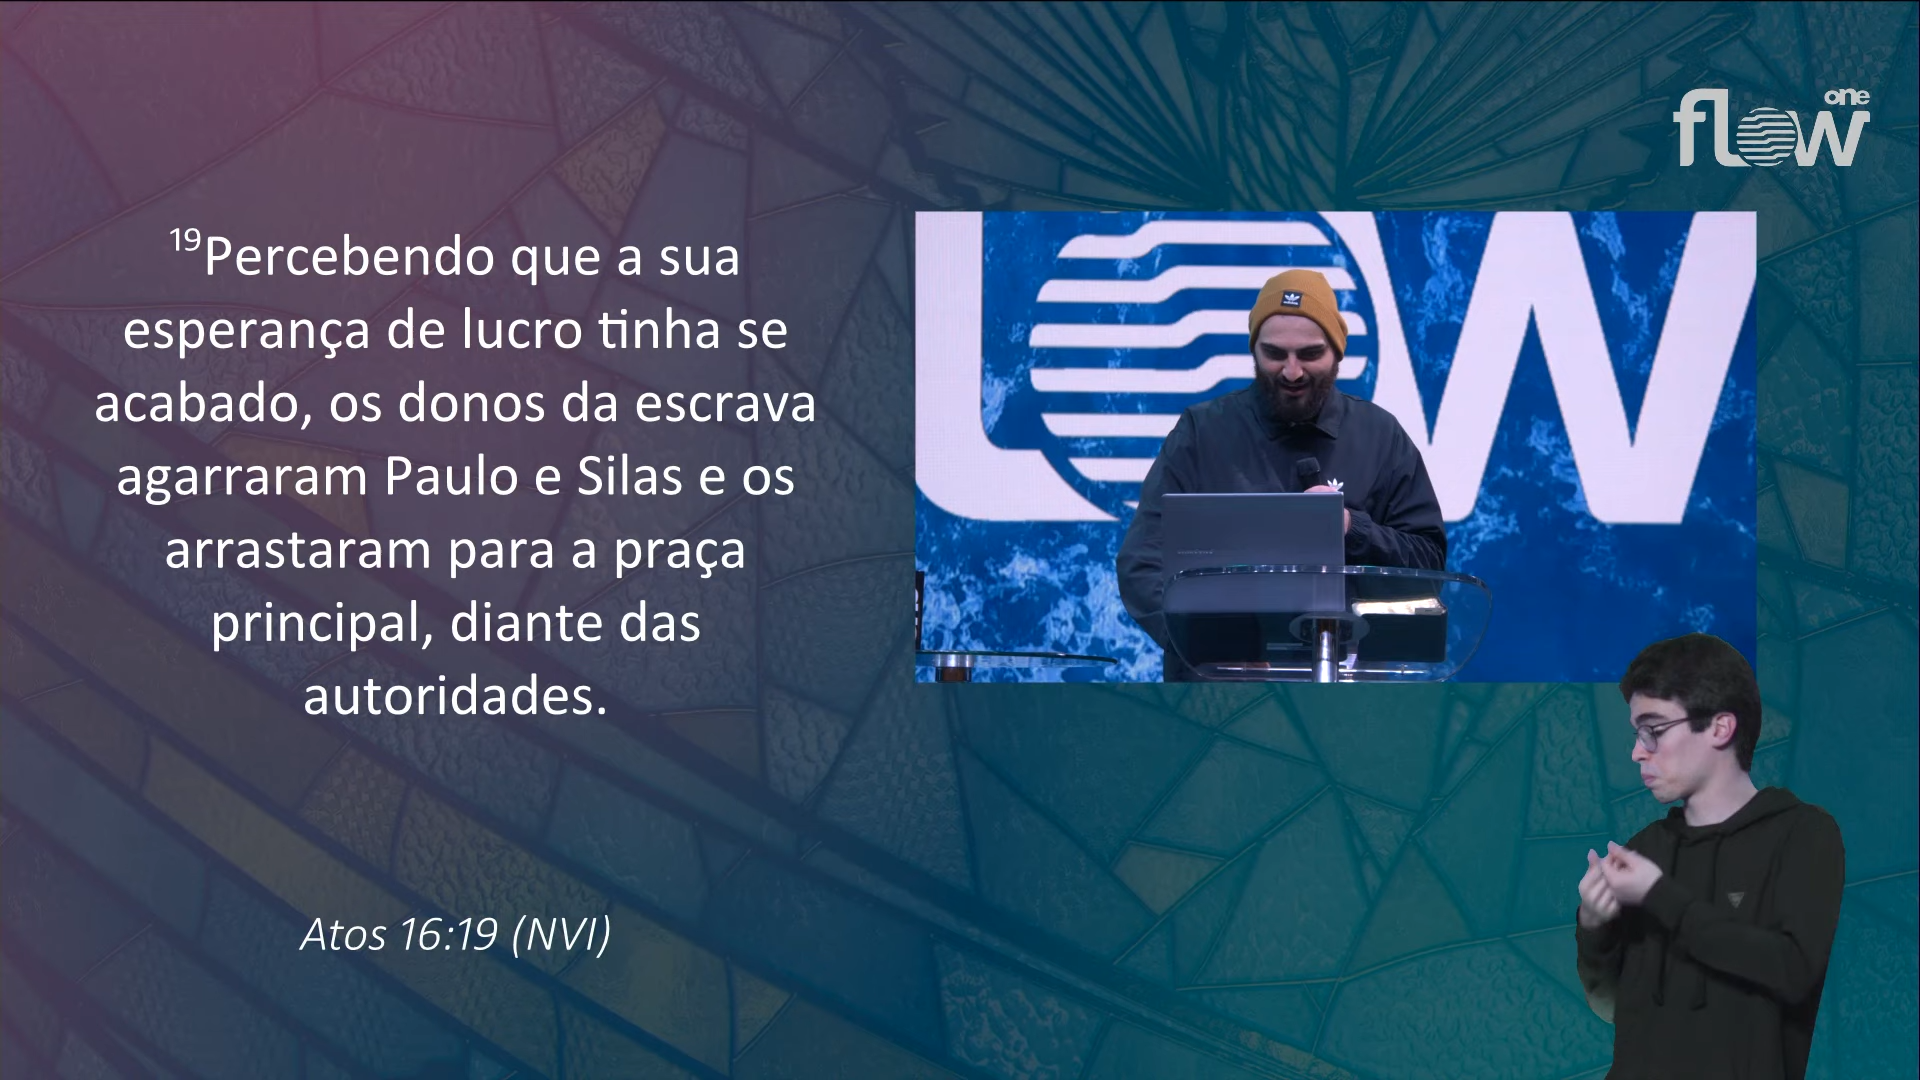 one
flow
¹⁹Percebendo que a sua
esperança de lucro tinha se
acabado, os donos da escrava
agarraram Paulo e Silas e os
arrastaram para a praça
principal, diante das
autoridades.
Atos 16:19 (NVI)
LOW